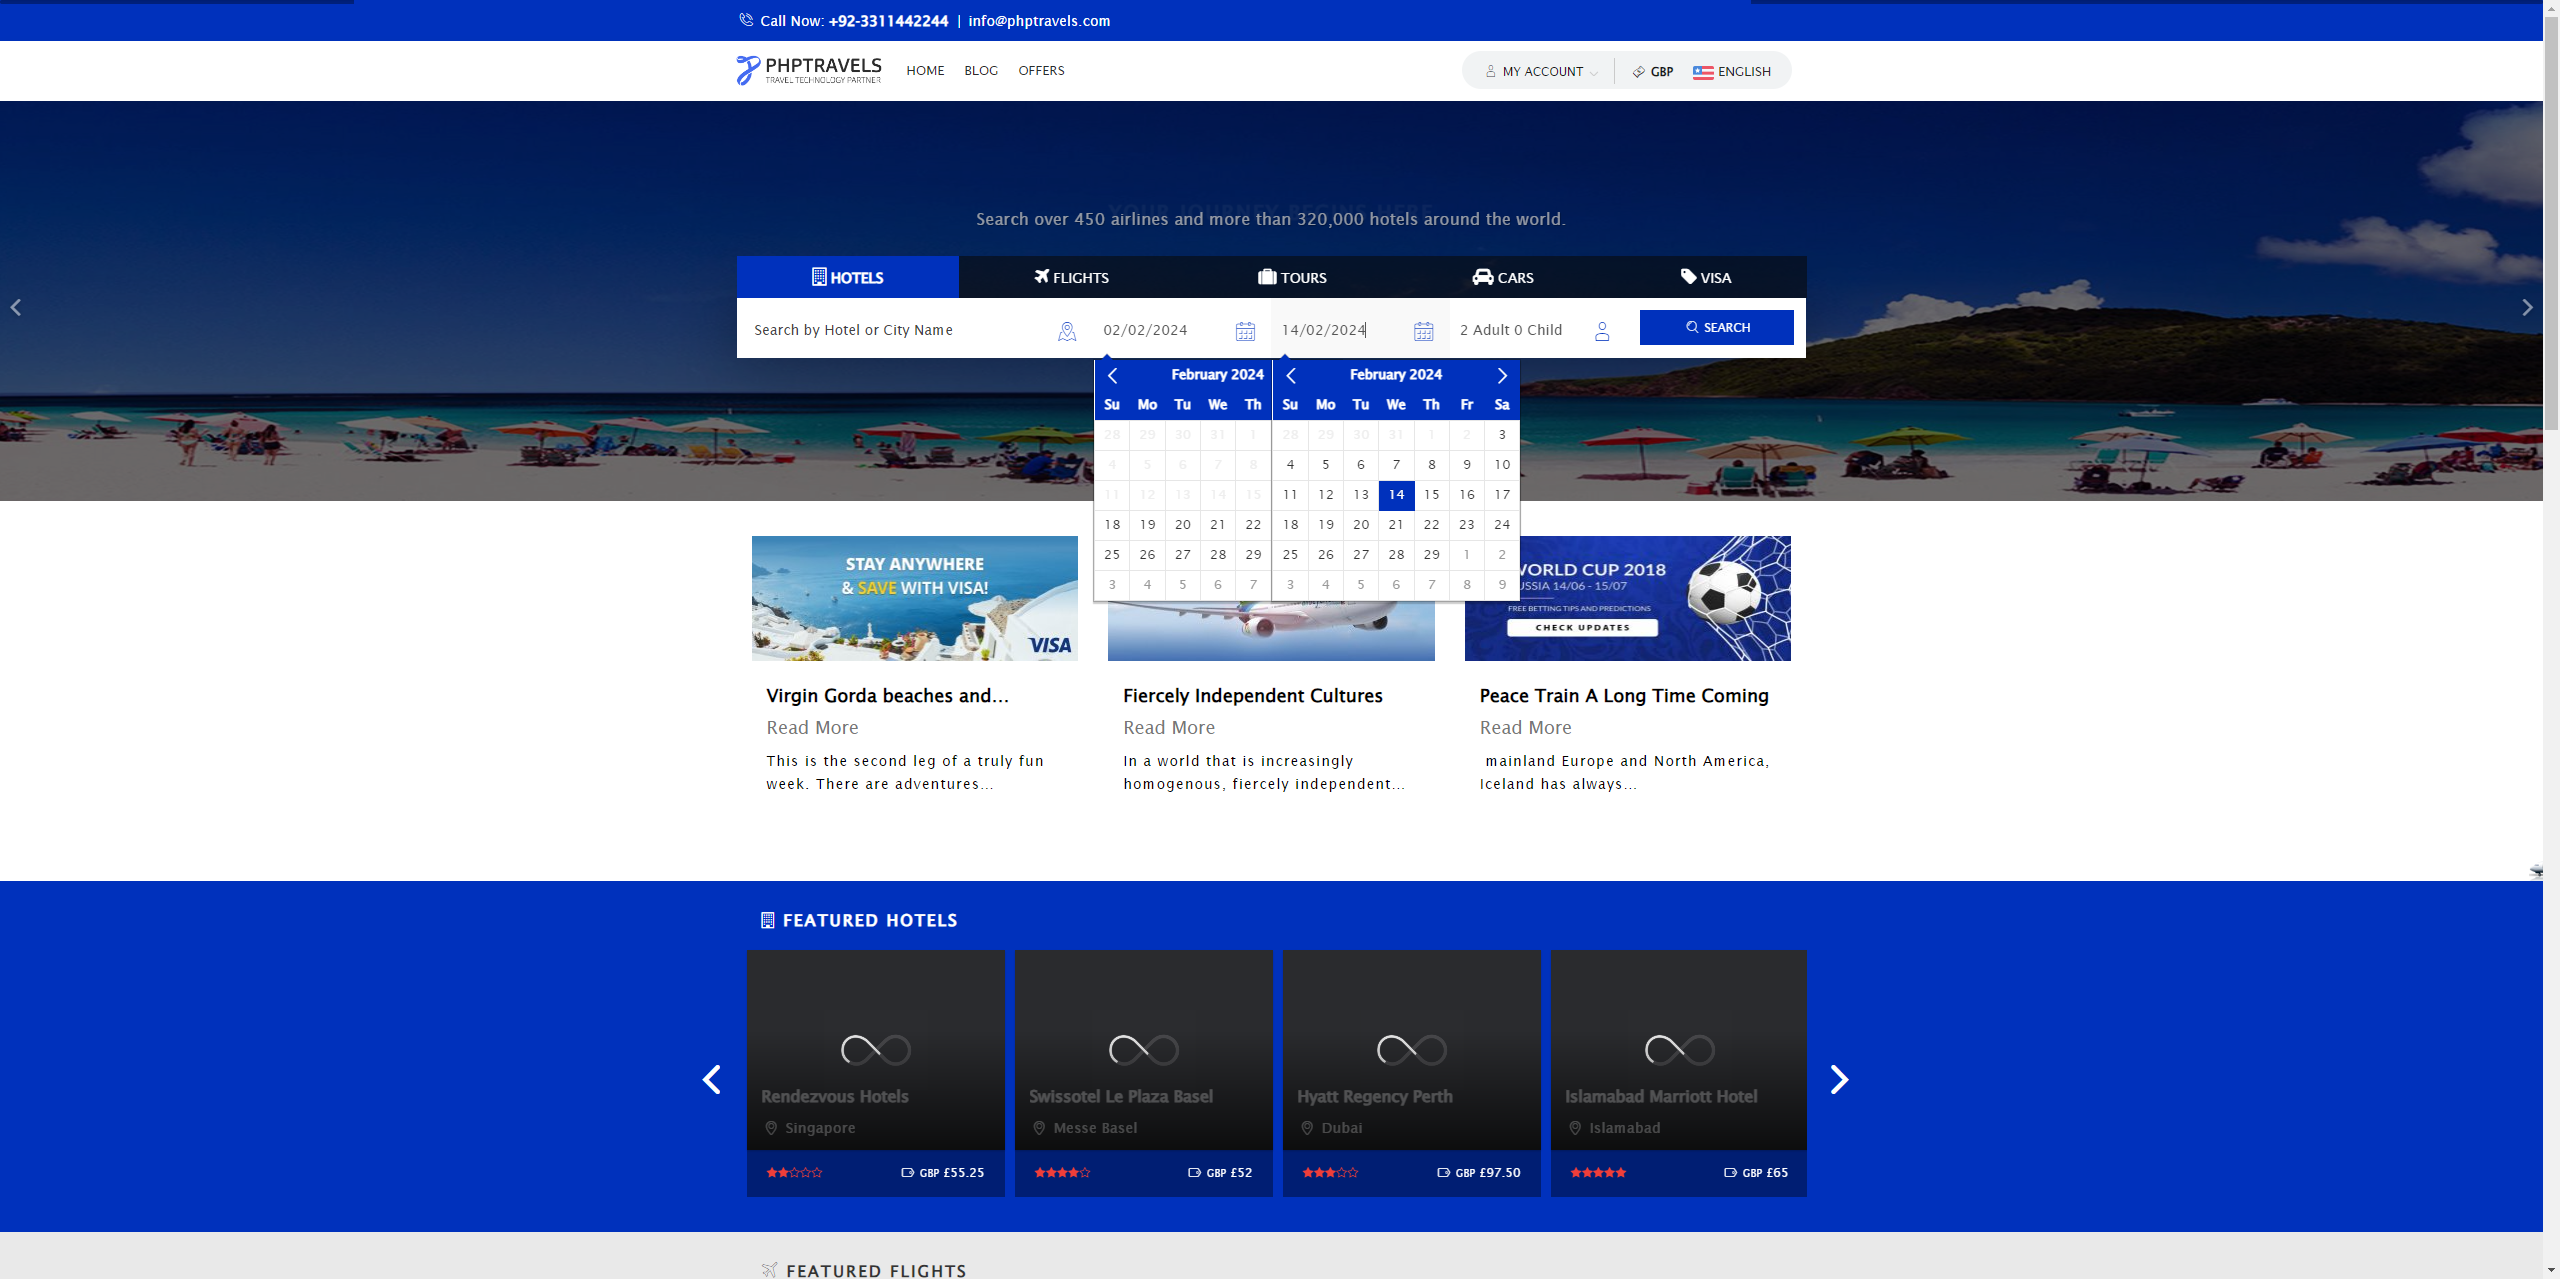 Call Now: +92-3311442244 | info@phptravels.com
PHPTRAVELS
TRAVEL TECHNOLOGY PARTNER
HOME BLOG OFFERS
MY ACCOUNT GBP ENGLISH
YOUR JOURNEY BEGINS HERE
Search over 450 airlines and more than 320,000 hotels around the world.
HOTELS FLIGHTS TOURS CARS VISA
Search by Hotel or City Name 02/02/2024 14/02/2024 2 Adult 0 Child SEARCH
February 2024
Su Mo Tu We Th
28 29 30 31 1
4 5 6 7 8
11 12 13 14 15
18 19 20 21 22
25 26 27 28 29
3 4 5 6 7
February 2024
Su Mo Tu We Th Fr Sa
28 29 30 31 1 2 3
4 5 6 7 8 9 10
11 12 13 14 15 16 17
18 19 20 21 22 23 24
25 26 27 28 29 1 2
3 4 5 6 7 8 9
STAY ANYWHERE
& SAVE WITH VISA!
VISA
WORLD CUP 2018
RUSSIA 14/06 - 15/07
FREE BETTING TIPS AND PREDICTIONS
CHECK UPDATES
Virgin Gorda beaches and...
Read More
This is the second leg of a truly fun
week. There are adventures...
Fiercely Independent Cultures
Read More
In a world that is increasingly
homogenous, fiercely independent...
Peace Train A Long Time Coming
Read More
mainland Europe and North America,
Iceland has always...
FEATURED HOTELS
Rendezvous Hotels
Singapore
GBP £55.25
Swissotel Le Plaza Basel
Messe Basel
GBP £52
Hyatt Regency Perth
Dubai
GBP £97.50
Islamabad Marriott Hotel
Islamabad
GBP £65
FEATURED FLIGHTS